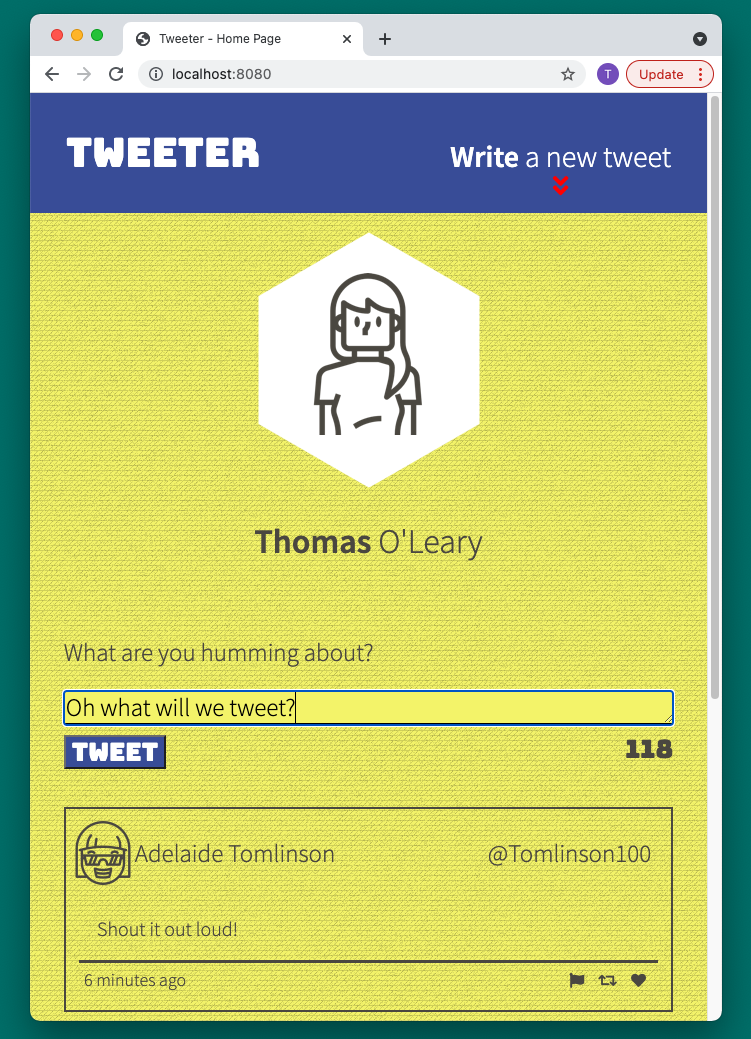 Tweeter - Home Page
localhost:8080
T
Update
TWEETER
Write a new tweet
Thomas O'Leary
What are you humming about?
Oh what will we tweet?
TWEET
118
Adelaide Tomlinson
@Tomlinson100
Shout it out loud!
6 minutes ago